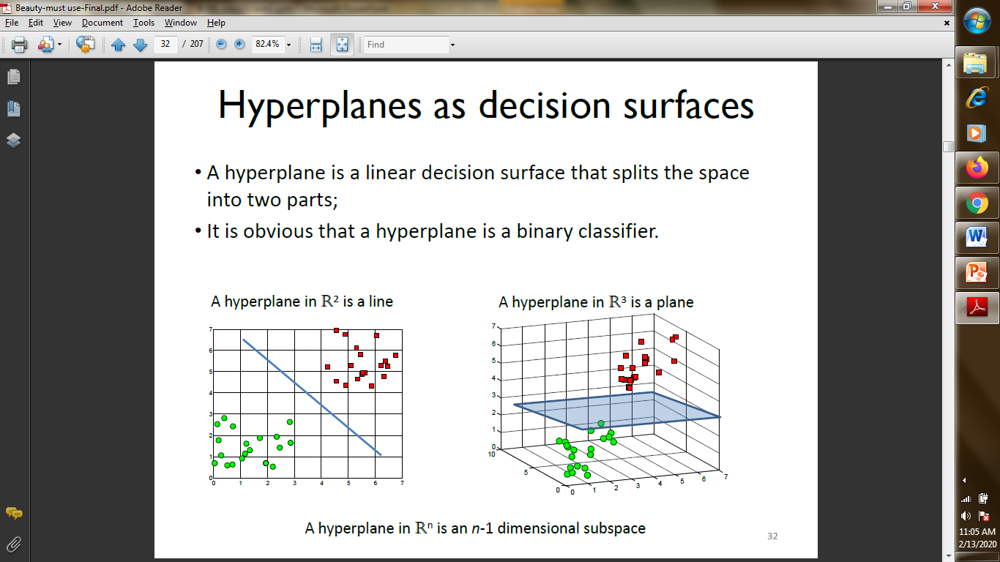 Beauty-must use-Final.pdf - Adobe Reader
File Edit View Document Tools Window Help
32 / 207 82.4% Find
Hyperplanes as decision surfaces
• A hyperplane is a linear decision surface that splits the space
into two parts;
• It is obvious that a hyperplane is a binary classifier.
A hyperplane in ℝ² is a line
7
6
5
4
3
2
1
0
0 1 2 3 4 5 6 7
A hyperplane in ℝ³ is a plane
7
6
5
4
3
2
1
0
10
5
0
0 1 2 3 4 5 6 7
A hyperplane in ℝⁿ is an n-1 dimensional subspace
32
11:05 AM
2/13/2020